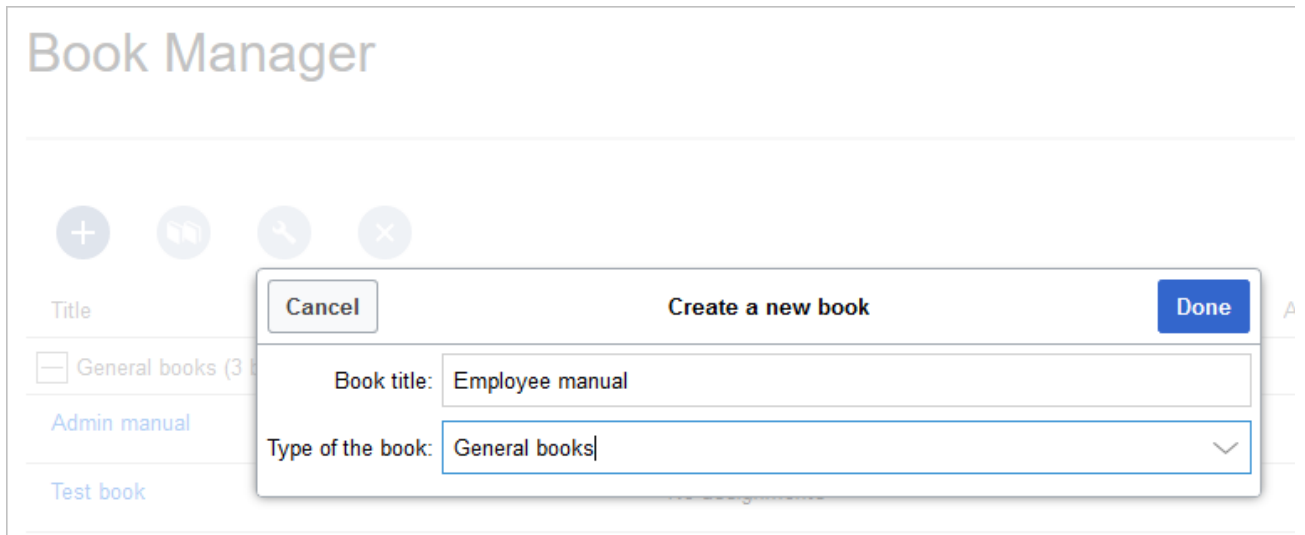 Book Manager
Cancel
Create a new book
Done
Title
A
General books (3 b
Book title:
Employee manual
Admin manual
Type of the book:
General books
Test book